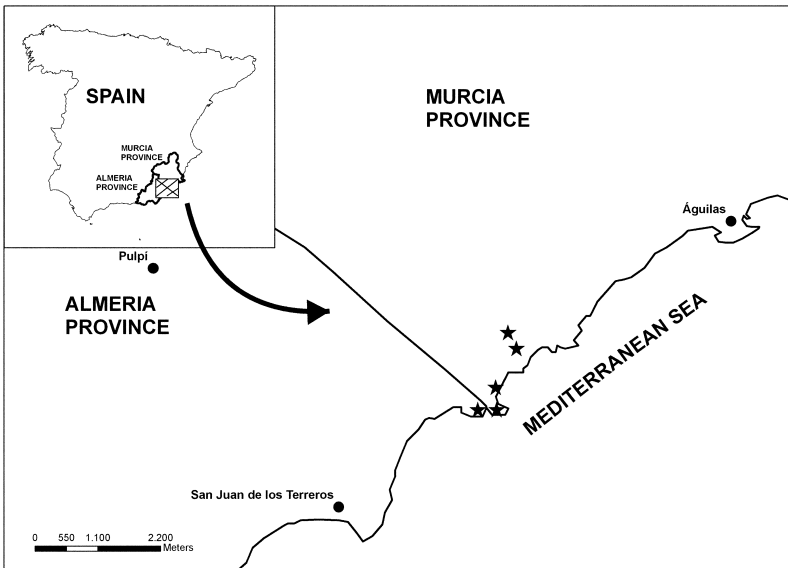 SPAIN
MURCIA
PROVINCE
ALMERIA
PROVINCE
MURCIA
PROVINCE
Águilas
Pulpí
ALMERIA
PROVINCE
MEDITERRANEAN SEA
San Juan de los Terreros
0 550 1.100 2.200
Meters